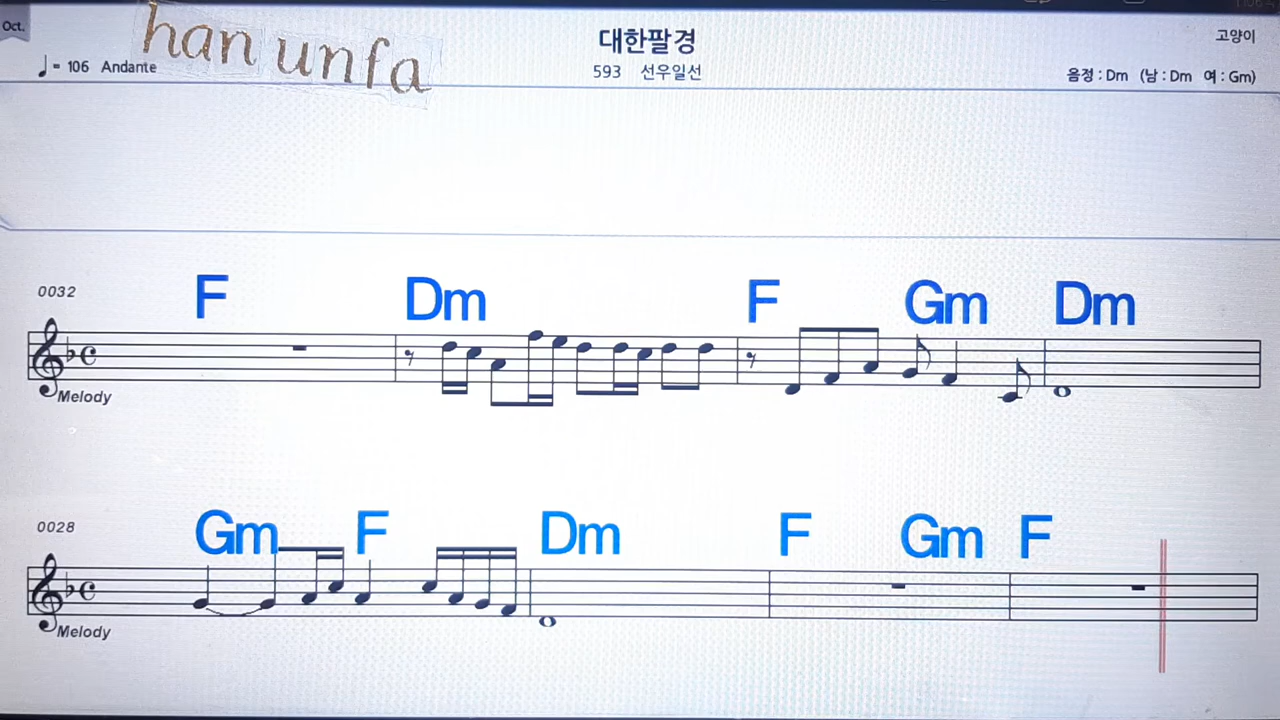 Oct.
han unfa
대한팔경
고양이
♩= 106 Andante
593 선우일선
음정 : Dm (남 : Dm 여 : Gm)
0032
F Dm F Gm Dm
Melody
0028
Gm F Dm F Gm F
Melody